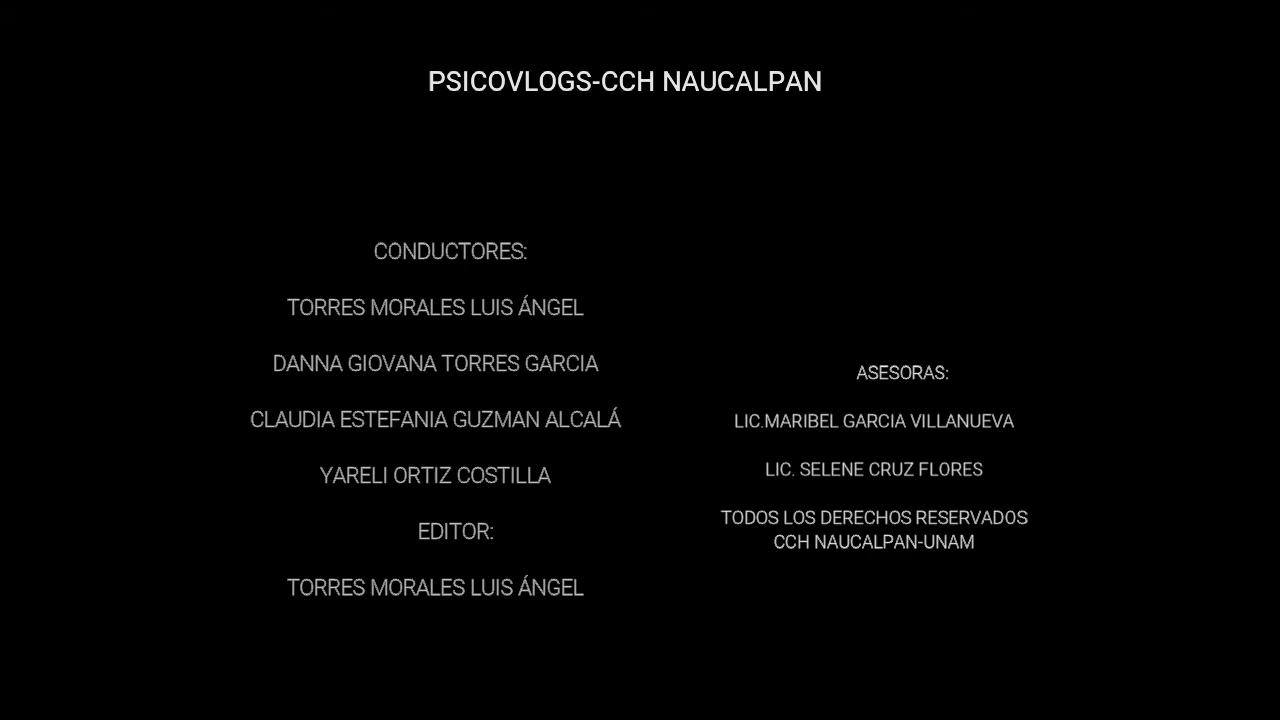 PSICOVLOGS-CCH NAUCALPAN
CONDUCTORES:
TORRES MORALES LUIS ÁNGEL
DANNA GIOVANA TORRES GARCIA
CLAUDIA ESTEFANIA GUZMAN ALCALÁ
YARELI ORTIZ COSTILLA
EDITOR:
TORRES MORALES LUIS ÁNGEL
ASESORAS:
LIC.MARIBEL GARCIA VILLANUEVA
LIC. SELENE CRUZ FLORES
TODOS LOS DERECHOS RESERVADOS
CCH NAUCALPAN-UNAM